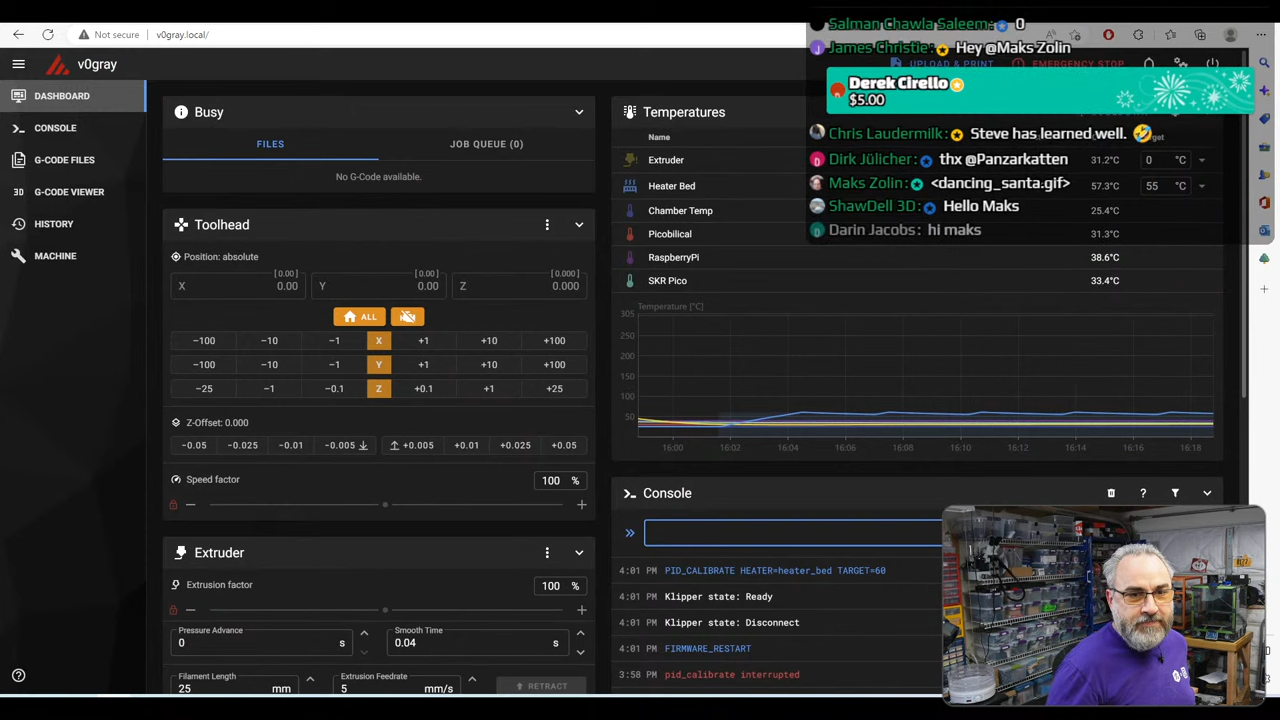 Not secure
v0gray.local/
v0gray
UPLOAD & PRINT
EMERGENCY STOP
DASHBOARD
CONSOLE
G-CODE FILES
3D G-CODE VIEWER
HISTORY
MACHINE
Busy
FILES
JOB QUEUE (0)
No G-Code available.
Toolhead
Position: absolute
[0.00] [0.00] [0.000]
X 0.00 Y 0.00 Z 0.000
ALL
−100 −10 −1 X +1 +10 +100
−100 −10 −1 Y +1 +10 +100
−25 −1 −0.1 Z +0.1 +1 +25
Z-Offset: 0.000
−0.05 −0.025 −0.01 −0.005 +0.005 +0.01 +0.025 +0.05
Speed factor
100 %
Extruder
Extrusion factor
100 %
Pressure Advance
0 s
Smooth Time
0.04 s
Filament Length
25 mm
Extrusion Feedrate
5 mm/s
RETRACT
Temperatures
Name
Extruder 31.2°C 0 °C
Heater Bed 57.3°C 55 °C
Chamber Temp 25.4°C
Picobilical 31.3°C
RaspberryPi 38.6°C
SKR Pico 33.4°C
Temperature [°C]
305
250
200
150
100
50
16:00 16:02 16:04 16:06 16:08 16:10 16:12 16:14 16:16 16:18
Console
4:01 PM PID_CALIBRATE HEATER=heater_bed TARGET=60
4:01 PM Klipper state: Ready
4:01 PM Klipper state: Disconnect
4:01 PM FIRMWARE_RESTART
3:58 PM pid_calibrate interrupted
Salman Chawla Saleem: 0
James Christie: Hey @Maks Zolin
Derek Cirello
$5.00
Chris Laudermilk: Steve has learned well. 🤣
Dirk Jülicher: thx @Panzarkatten
Maks Zolin: <dancing_santa.gif>
ShawDell 3D: Hello Maks
Darin Jacobs: hi maks